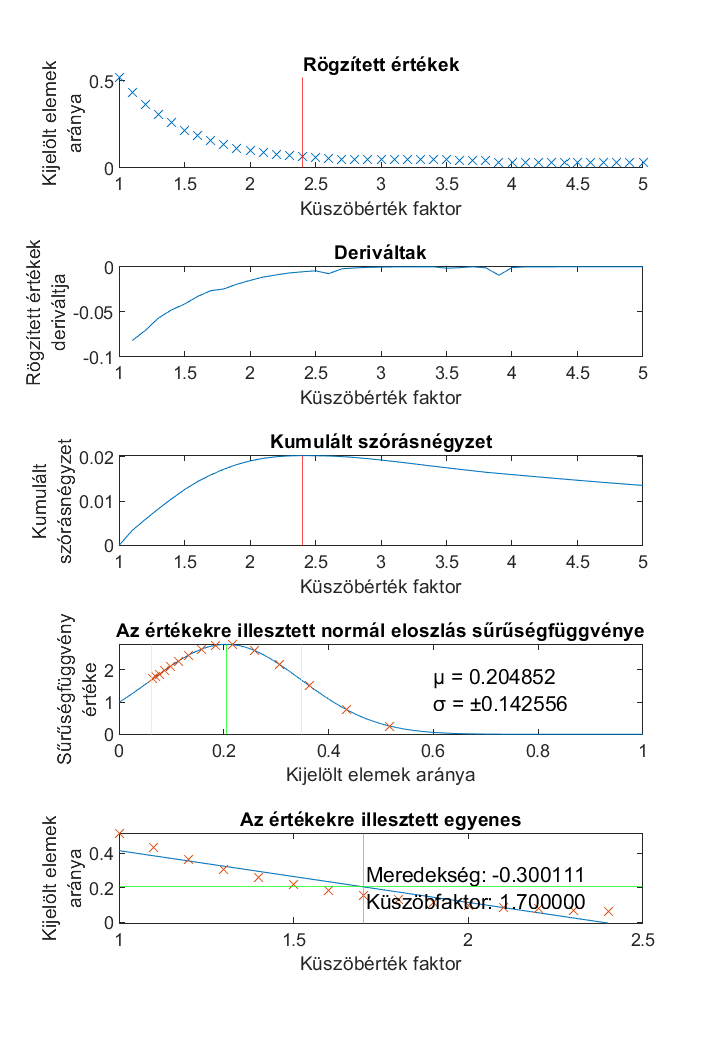 Rögzített értékek
Kijelölt elemek
aránya
0.5
0
1 1.5 2 2.5 3 3.5 4 4.5 5
Küszöbérték faktor
Deriváltak
Rögzített értékek
deriváltja
0
-0.05
-0.1
1 1.5 2 2.5 3 3.5 4 4.5 5
Küszöbérték faktor
Kumulált szórásnégyzet
Kumulált
szórásnégyzet
0.02
0.01
0
1 1.5 2 2.5 3 3.5 4 4.5 5
Küszöbérték faktor
Az értékekre illesztett normál eloszlás sűrűségfüggvénye
Sűrűségfüggvény
értéke
2
1
0
μ = 0.204852
σ = ±0.142556
0 0.2 0.4 0.6 0.8 1
Kijelölt elemek aránya
Az értékekre illesztett egyenes
Kijelölt elemek
aránya
0.4
0.2
0
Meredekség: -0.300111
Küszöbfaktor: 1.700000
1 1.5 2 2.5
Küszöbérték faktor